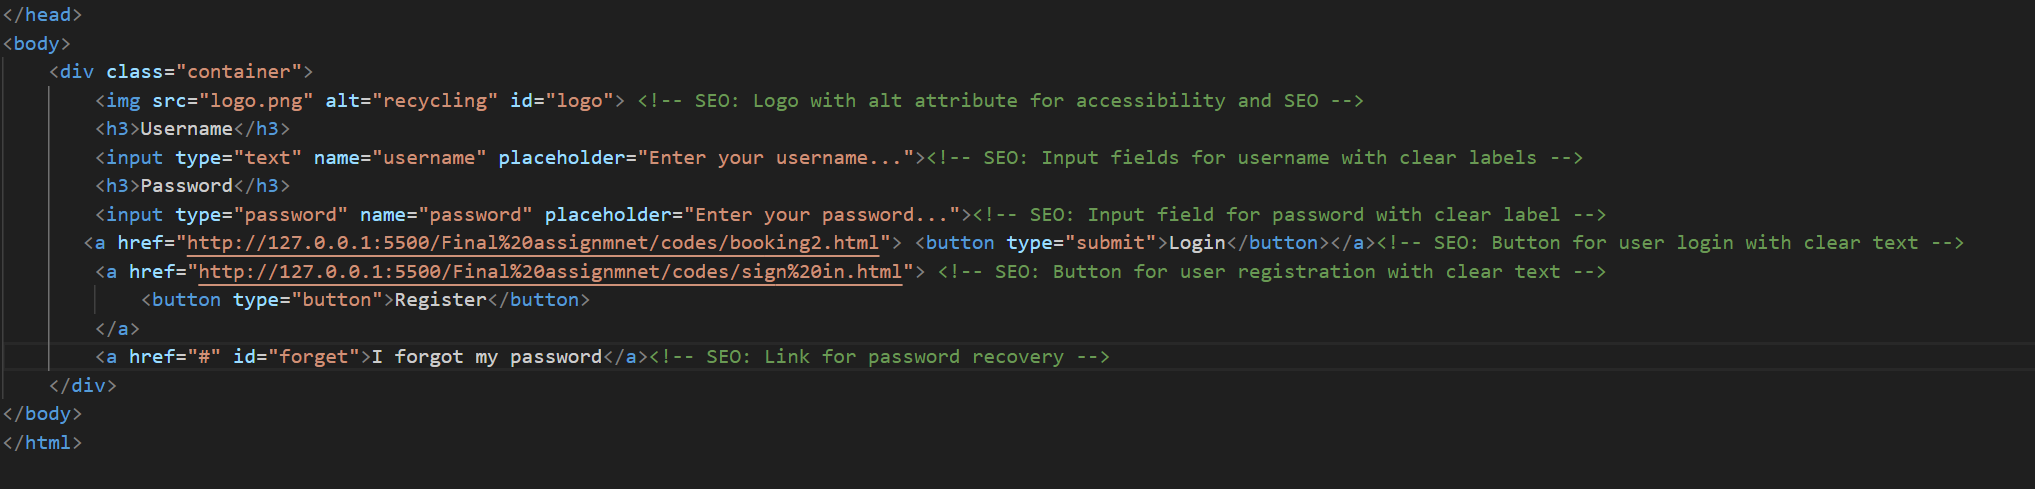 </head>
<body>
<div class="container">
<img src="logo.png" alt="recycling" id="logo"> <!-- SEO: Logo with alt attribute for accessibility and SEO -->
<h3>Username</h3>
<input type="text" name="username" placeholder="Enter your username..."><!-- SEO: Input fields for username with clear labels -->
<h3>Password</h3>
<input type="password" name="password" placeholder="Enter your password..."><!-- SEO: Input field for password with clear label -->
<a href="http://127.0.0.1:5500/Final%20assignmnet/codes/booking2.html"> <button type="submit">Login</button></a><!-- SEO: Button for user login with clear text -->
<a href="http://127.0.0.1:5500/Final%20assignmnet/codes/sign%20in.html"> <!-- SEO: Button for user registration with clear text -->
<button type="button">Register</button>
</a>
<a href="#" id="forget">I forgot my password</a><!-- SEO: Link for password recovery -->
</div>
</body>
</html>